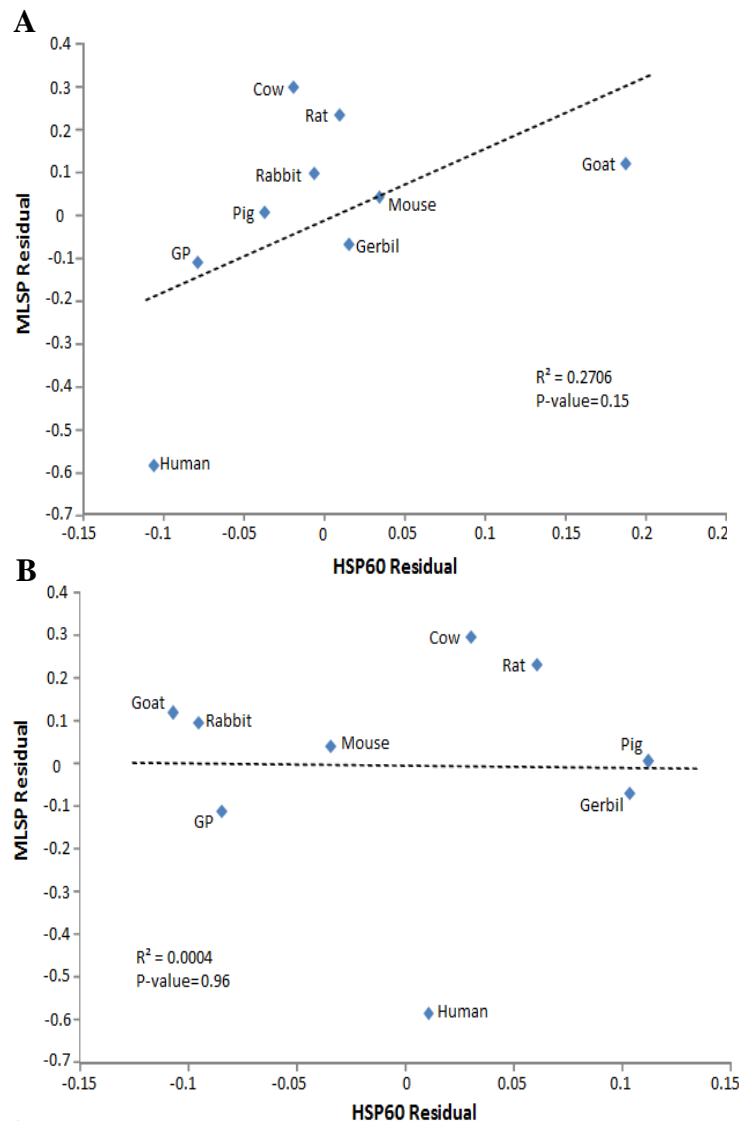 A
0.4
0.3
0.2
0.1
0
-0.1
-0.2
-0.3
-0.4
-0.5
-0.6
-0.7
MLSP Residual
Cow
Rat
Rabbit
Goat
Pig
Mouse
GP
Gerbil
Human
R² = 0.2706
P-value=0.15
-0.15 -0.1 -0.05 0 0.05 0.1 0.15 0.2 0.2
HSP60 Residual
B
0.4
0.3
0.2
0.1
0
-0.1
-0.2
-0.3
-0.4
-0.5
-0.6
-0.7
MLSP Residual
Cow
Rat
Goat
Rabbit
Mouse
Pig
Gerbil
GP
R² = 0.0004
P-value=0.96
Human
-0.15 -0.1 -0.05 0 0.05 0.1 0.15
HSP60 Residual